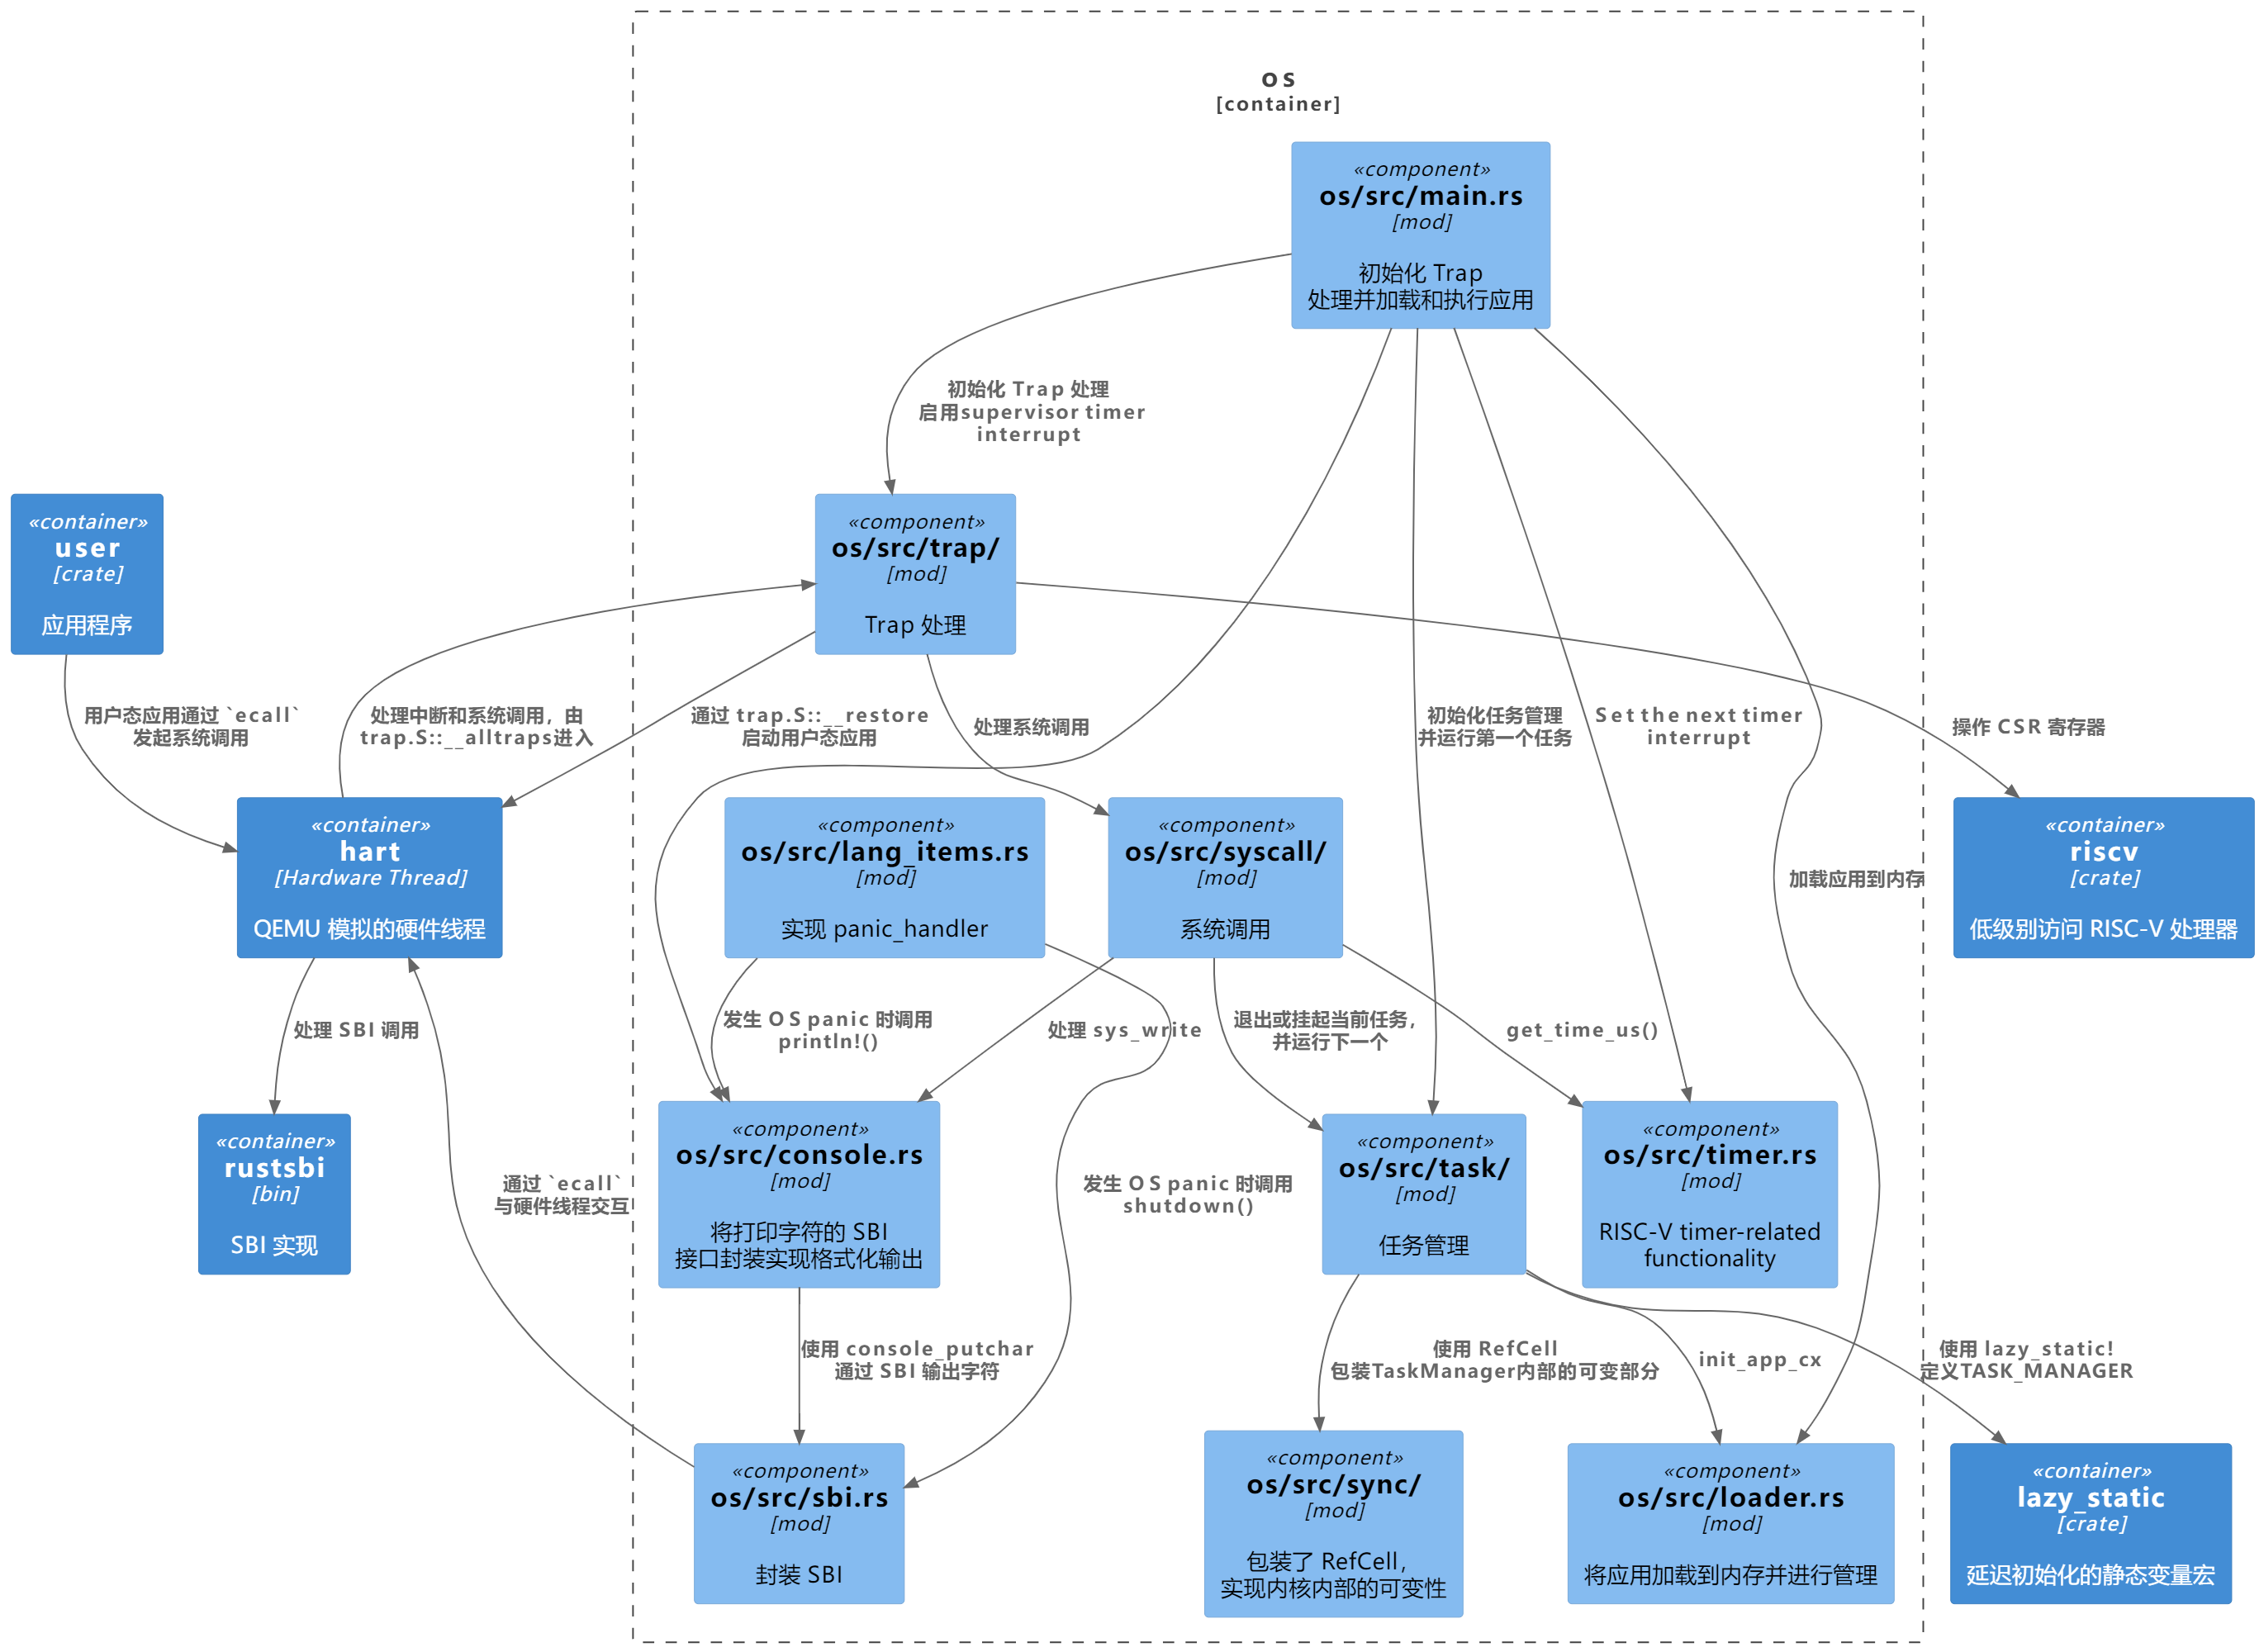 OS
[container]
«component»
os/src/main.rs
[mod]
初始化 Trap
处理并加载和执行应用
初始化 Trap 处理
启用supervisor timer
interrupt
«container»
user
[crate]
应用程序
«component»
os/src/trap/
[mod]
Trap 处理
用户态应用通过 `ecall`
发起系统调用
处理中断和系统调用，由
trap.S::__alltraps进入
通过 trap.S::__restore
启动用户态应用
处理系统调用
初始化任务管理
并运行第一个任务
Set the next timer
interrupt
操作 CSR 寄存器
«container»
hart
[Hardware Thread]
QEMU 模拟的硬件线程
«component»
os/src/lang_items.rs
[mod]
实现 panic_handler
«component»
os/src/syscall/
[mod]
系统调用
加载应用到内存
«container»
riscv
[crate]
低级别访问 RISC-V 处理器
处理 SBI 调用
发生 OS panic 时调用
println!()
处理 sys_write
退出或挂起当前任务，
并运行下一个
get_time_us()
«container»
rustsbi
[bin]
SBI 实现
通过 `ecall`
与硬件线程交互
«component»
os/src/console.rs
[mod]
将打印字符的 SBI
接口封装实现格式化输出
发生 OS panic 时调用
shutdown()
«component»
os/src/task/
[mod]
任务管理
«component»
os/src/timer.rs
[mod]
RISC-V timer-related
functionality
使用 console_putchar
通过 SBI 输出字符
使用 RefCell
包装TaskManager内部的可变部分
init_app_cx
使用 lazy_static!
定义TASK_MANAGER
«component»
os/src/sbi.rs
[mod]
封装 SBI
«component»
os/src/sync/
[mod]
包装了 RefCell，
实现内核内部的可变性
«component»
os/src/loader.rs
[mod]
将应用加载到内存并进行管理
«container»
lazy_static
[crate]
延迟初始化的静态变量宏